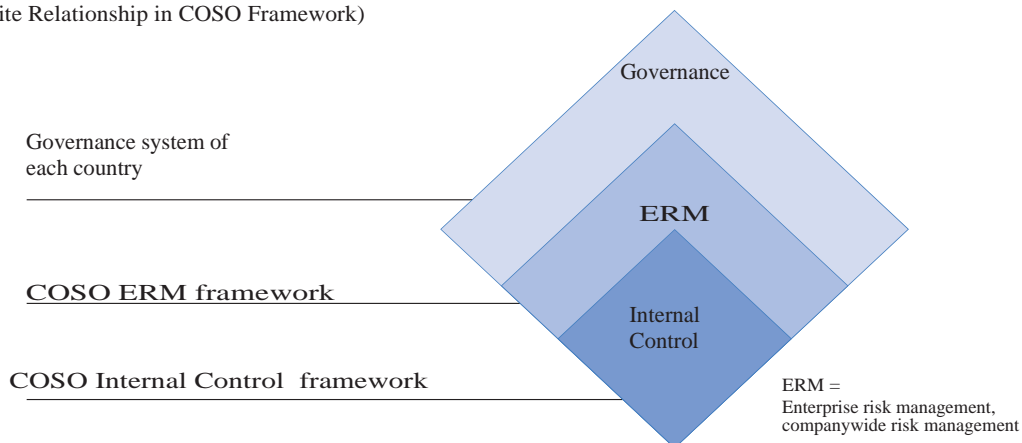 ite Relationship in COSO Framework)
Governance
Governance system of
each country
ERM
COSO ERM framework
Internal
Control
COSO Internal Control framework
ERM =
Enterprise risk management,
companywide risk management